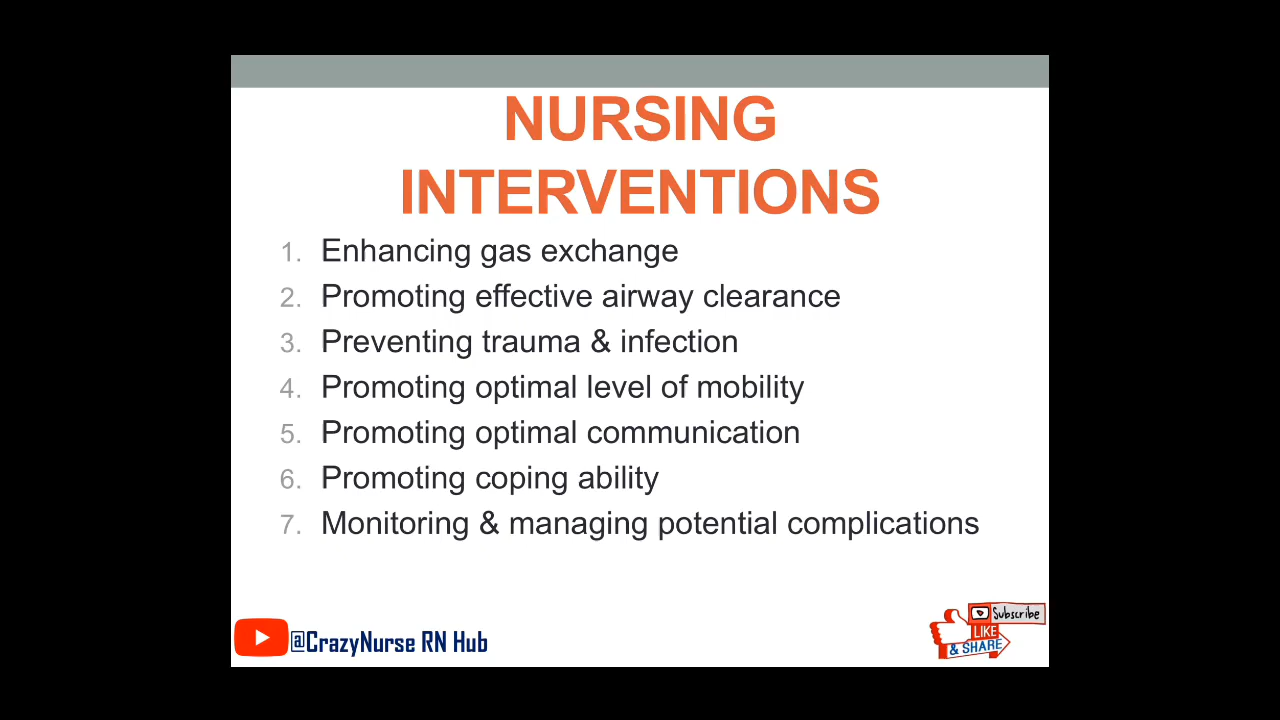 NURSING
INTERVENTIONS
1. Enhancing gas exchange
2. Promoting effective airway clearance
3. Preventing trauma & infection
4. Promoting optimal level of mobility
5. Promoting optimal communication
6. Promoting coping ability
7. Monitoring & managing potential complications
@CrazyNurse RN Hub
Subscribe
LIKE
& SHARE